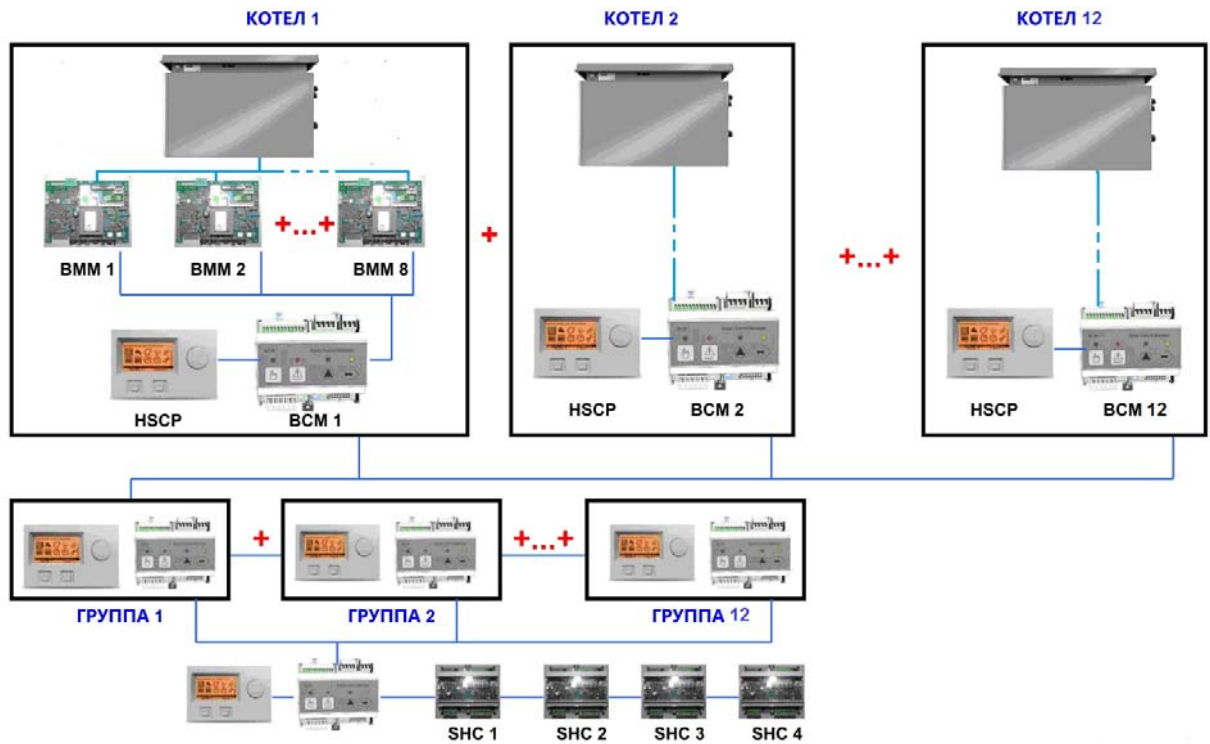 КОТЕЛ 1 КОТЕЛ 2 КОТЕЛ 12
+...+
BMM 1 BMM 2 BMM 8
+
+...+
HSCP BCM 1 HSCP BCM 2 HSCP BCM 12
+ +...+
ГРУППА 1 ГРУППА 2 ГРУППА 12
SHC 1 SHC 2 SHC 3 SHC 4